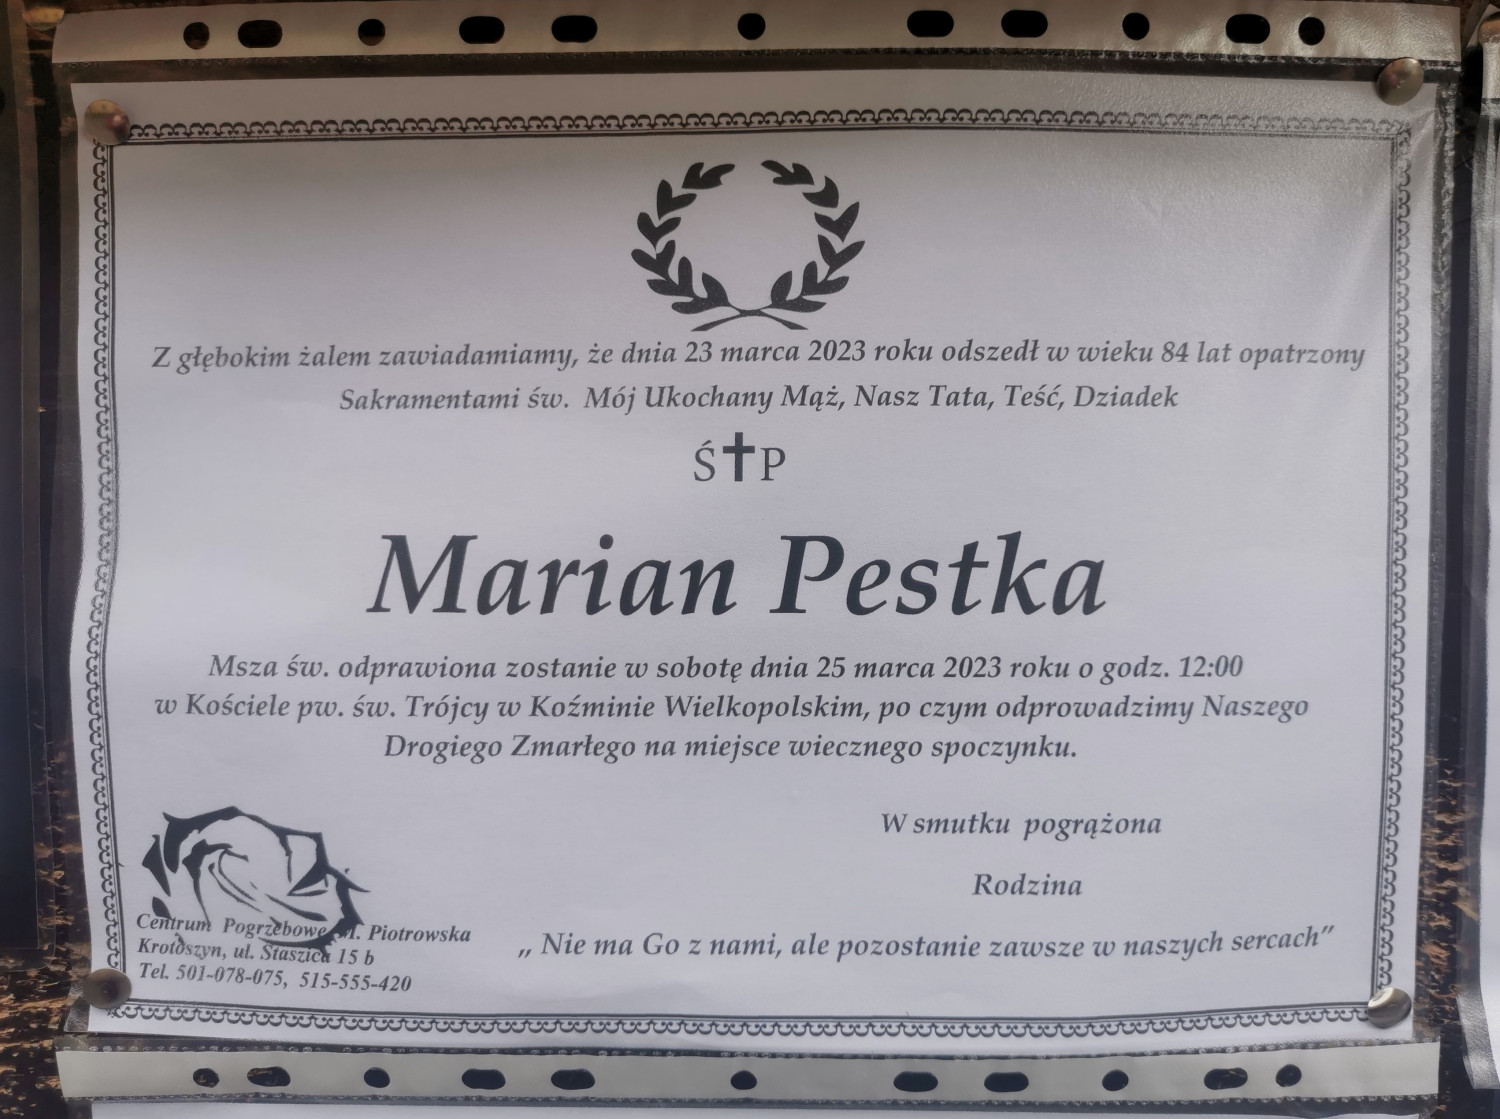 Z głębokim żalem zawiadamiamy, że dnia 23 marca 2023 roku odszedł w wieku 84 lat opatrzony
Sakramentami św. Mój Ukochany Mąż, Nasz Tata, Teść, Dziadek
Ś✝P
Marian Pestka
Msza św. odprawiona zostanie w sobotę dnia 25 marca 2023 roku o godz. 12:00
w Kościele pw. św. Trójcy w Koźminie Wielkopolskim, po czym odprowadzimy Naszego
Drogiego Zmarłego na miejsce wiecznego spoczynku.
W smutku pogrążona
Rodzina
„ Nie ma Go z nami, ale pozostanie zawsze w naszych sercach”
Centrum Pogrzebowe M. Piotrowska
Krotoszyn, ul. Staszica 15 b
Tel. 501-078-075, 515-555-420